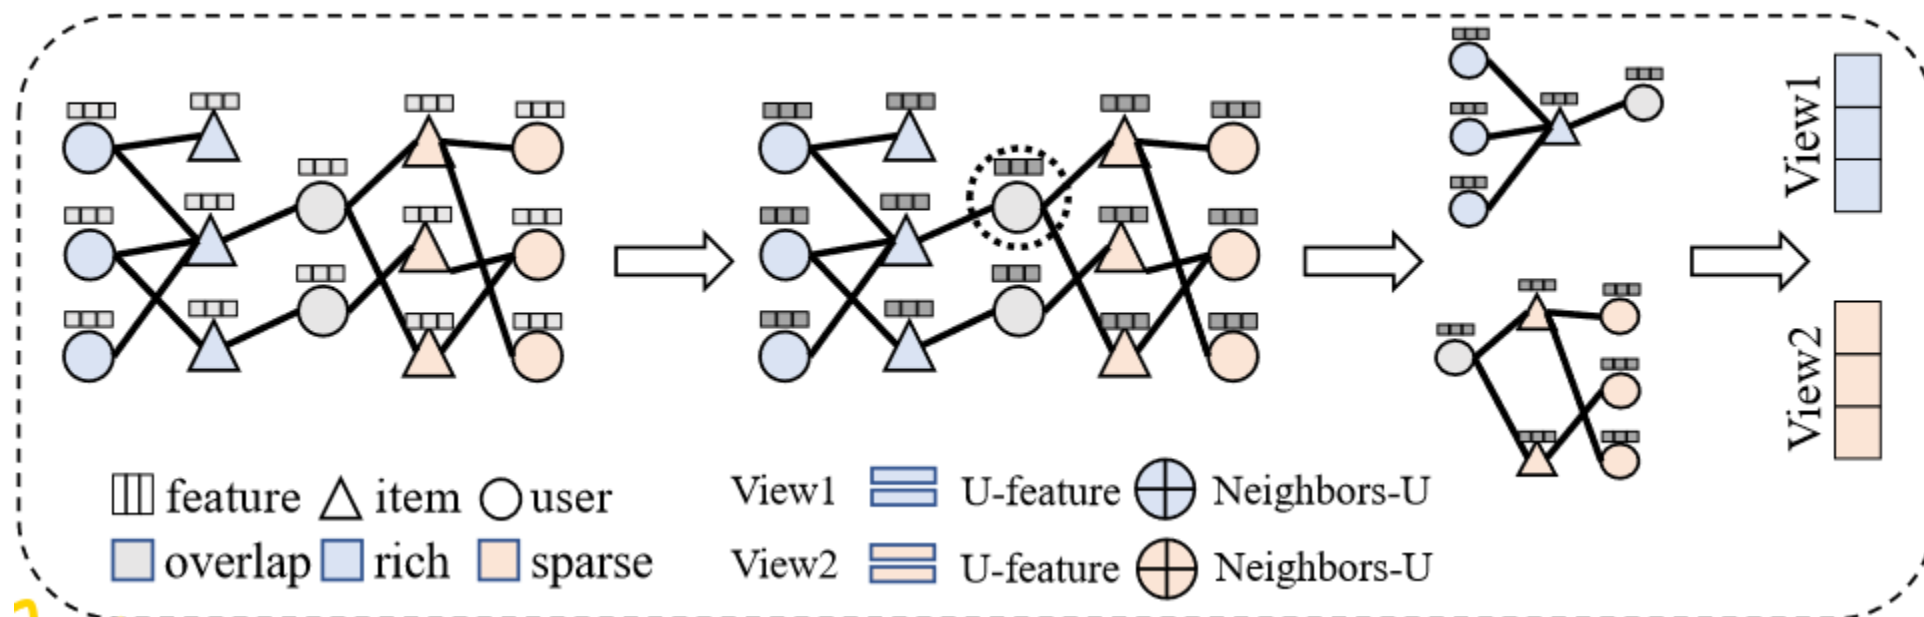 View1
View2
feature item user
overlap rich sparse
View1 = U-feature ⊕ Neighbors-U
View2 = U-feature ⊕ Neighbors-U